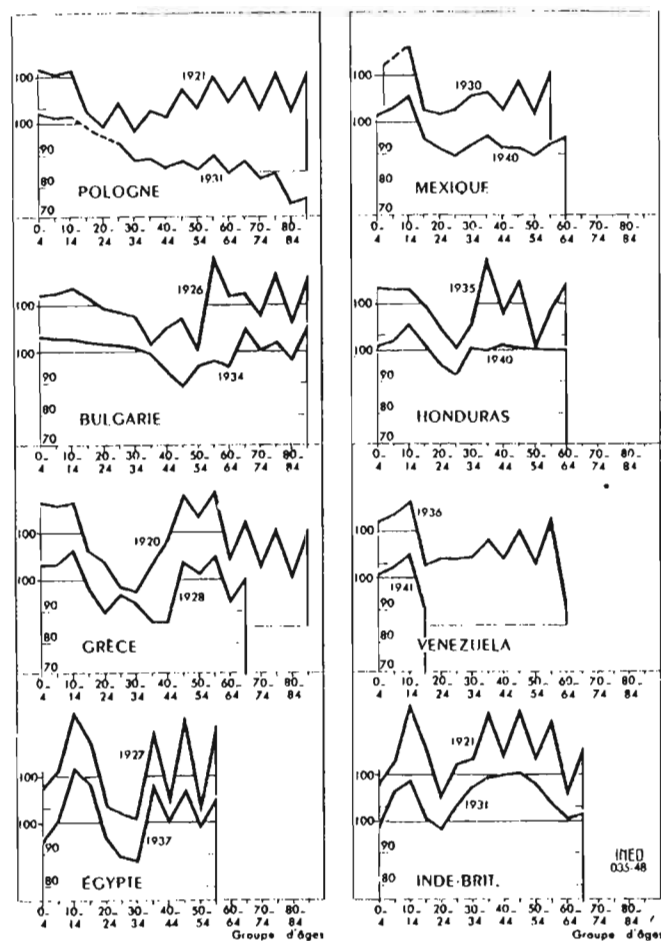 100
1921
100
90
1931
80
POLOGNE
70
0- 10- 20- 30- 40- 50- 60- 70- 80-
4 14 24 34 44 54 64 74 84
1930
100
100
90
1940
80
MEXIQUE
70
0- 10- 20- 30- 40- 50- 60- 70- 80-
4 14 24 34 44 54 64 74 84
1926
100
100
90
1934
80
BULGARIE
70
0- 10- 20- 30- 40- 50- 60- 70- 80-
4 14 24 34 44 54 64 74 84
1935
100
100
1940
90
80
HONDURAS
70
0- 10- 20- 30- 40- 50- 60- 70- 80-
4 14 24 34 44 54 64 74 84
100
1920
100
1928
90
80
GRÈCE
70
0- 10- 20- 30- 40- 50- 60- 70- 80-
4 14 24 34 44 54 64 74 84
1936
100
100
1941
90
80
VENEZUELA
70
0- 10- 20- 30- 40- 50- 60- 70- 80-
4 14 24 34 44 54 64 74 84
1927
100
100
1937
90
80
ÉGYPTE
0- 10- 20- 30- 40- 50- 60- 70- 80-
4 14 24 34 44 54 64 74 84
Groupe d'âges
1921
100
1931
100
90
80
INDE-BRIT.
INED
035-48
0- 10- 20- 30- 40- 50- 60- 70- 80-
4 14 24 34 44 54 64 74 84
Groupe d'âges